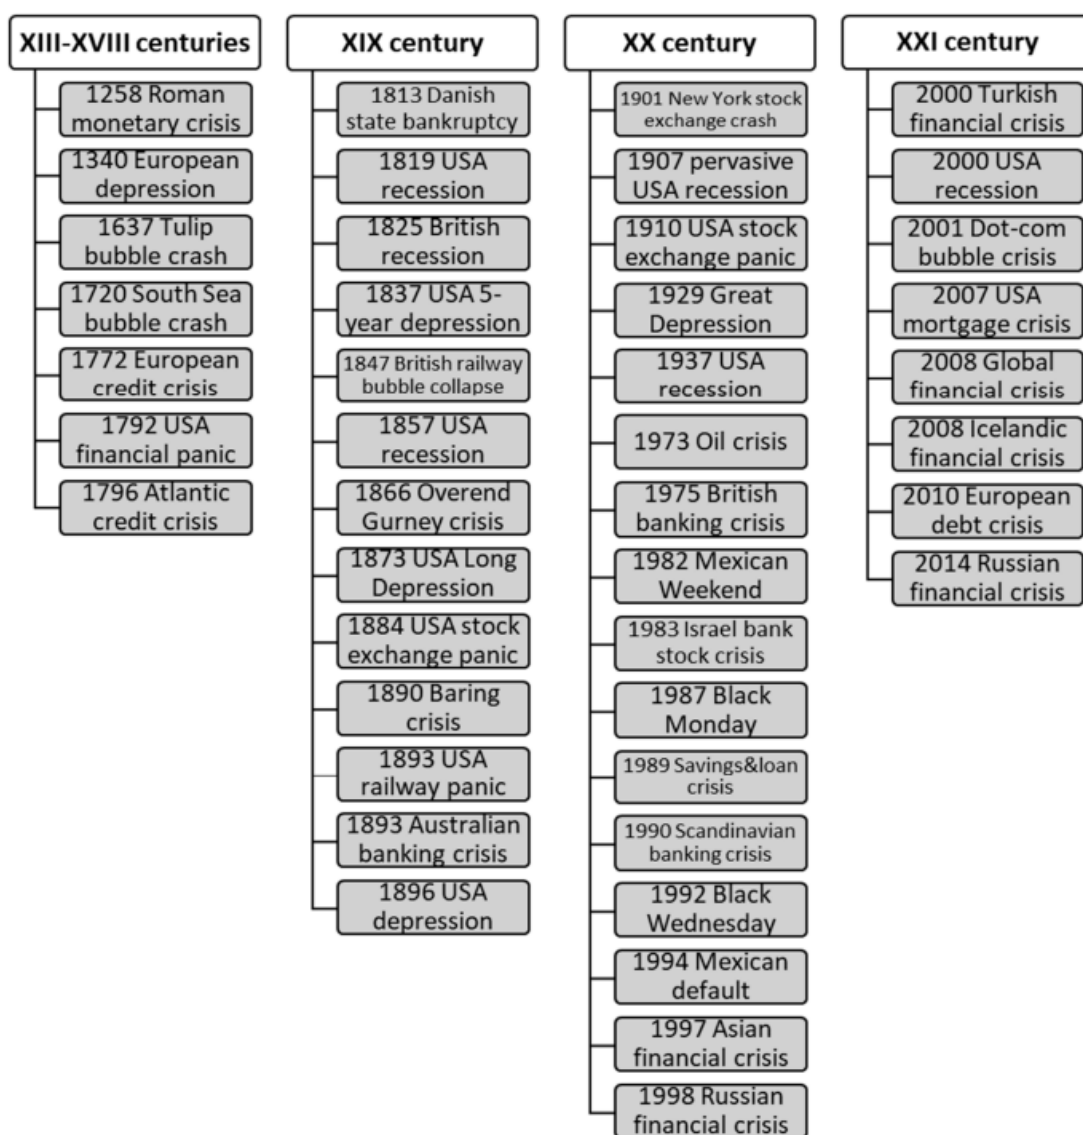 XIII-XVIII centuries
1258 Roman
monetary crisis
1340 European
depression
1637 Tulip
bubble crash
1720 South Sea
bubble crash
1772 European
credit crisis
1792 USA
financial panic
1796 Atlantic
credit crisis
XIX century
1813 Danish
state bankruptcy
1819 USA
recession
1825 British
recession
1837 USA 5-
year depression
1847 British railway
bubble collapse
1857 USA
recession
1866 Overend
Gurney crisis
1873 USA Long
Depression
1884 USA stock
exchange panic
1890 Baring
crisis
1893 USA
railway panic
1893 Australian
banking crisis
1896 USA
depression
XX century
1901 New York stock
exchange crash
1907 pervasive
USA recession
1910 USA stock
exchange panic
1929 Great
Depression
1937 USA
recession
1973 Oil crisis
1975 British
banking crisis
1982 Mexican
Weekend
1983 Israel bank
stock crisis
1987 Black
Monday
1989 Savings&loan
crisis
1990 Scandinavian
banking crisis
1992 Black
Wednesday
1994 Mexican
default
1997 Asian
financial crisis
1998 Russian
financial crisis
XXI century
2000 Turkish
financial crisis
2000 USA
recession
2001 Dot-com
bubble crisis
2007 USA
mortgage crisis
2008 Global
financial crisis
2008 Icelandic
financial crisis
2010 European
debt crisis
2014 Russian
financial crisis